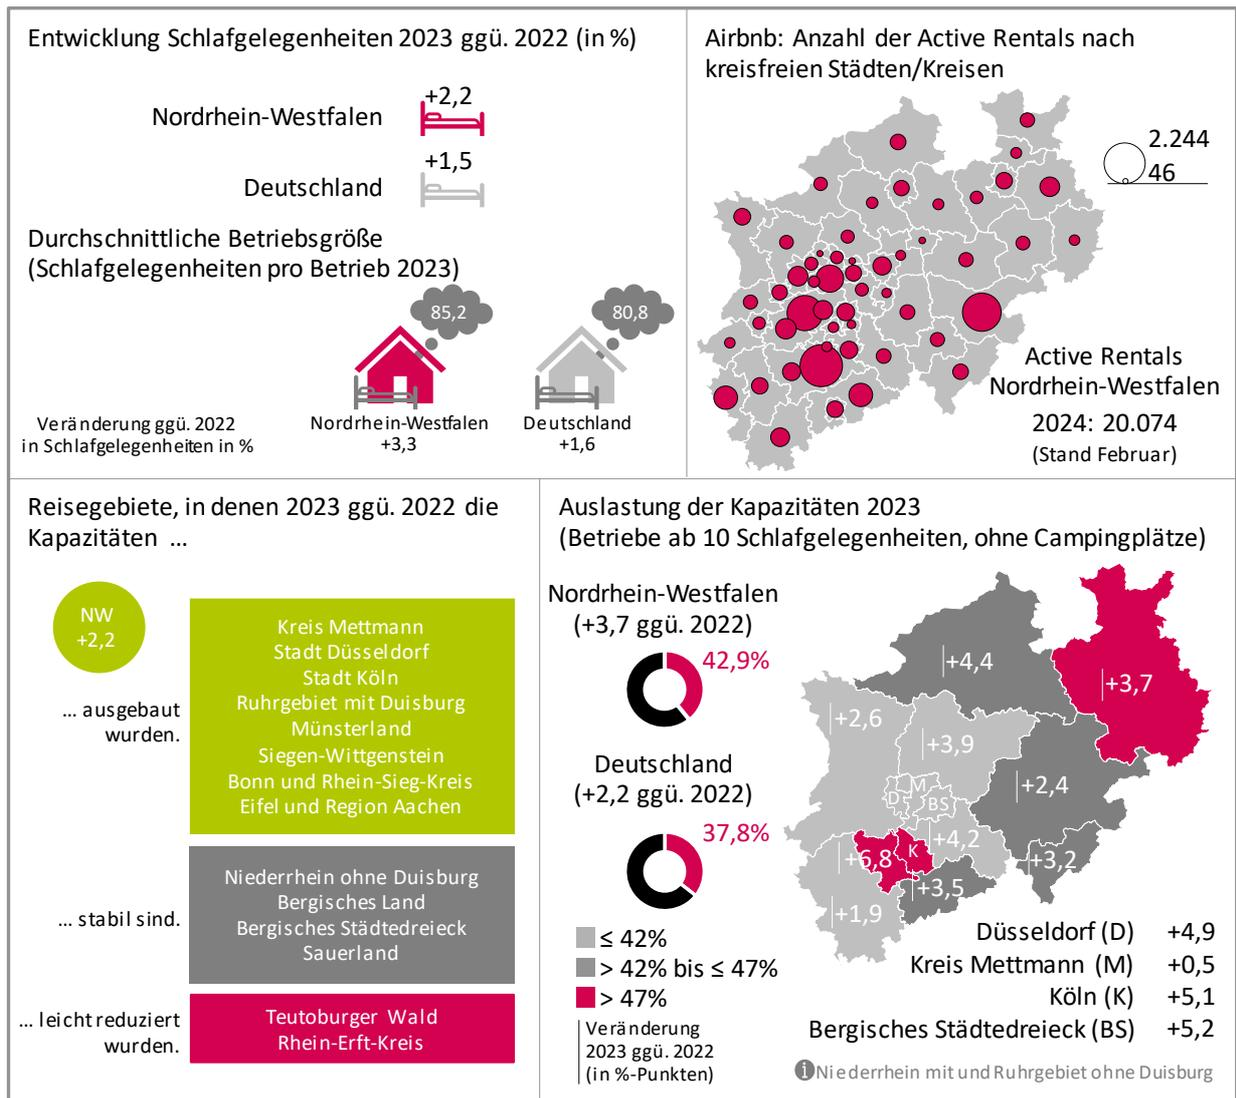 Entwicklung Schlafgelegenheiten 2023 ggü. 2022 (in %)
Nordrhein-Westfalen
+2,2
Deutschland
+1,5
Durchschnittliche Betriebsgröße
(Schlafgelegenheiten pro Betrieb 2023)
85,2
80,8
Veränderung ggü. 2022
in Schlafgelegenheiten in %
Nordrhein-Westfalen
+3,3
Deutschland
+1,6
Airbnb: Anzahl der Active Rentals nach
kreisfreien Städten/Kreisen
2.244
46
Active Rentals
Nordrhein-Westfalen
2024: 20.074
(Stand Februar)
Reisegebiete, in denen 2023 ggü. 2022 die
Kapazitäten ...
NW
+2,2
... ausgebaut
wurden.
Kreis Mettmann
Stadt Düsseldorf
Stadt Köln
Ruhrgebiet mit Duisburg
Münsterland
Siegen-Wittgenstein
Bonn und Rhein-Sieg-Kreis
Eifel und Region Aachen
... stabil sind.
Niederrhein ohne Duisburg
Bergisches Land
Bergisches Städtedreieck
Sauerland
... leicht reduziert
wurden.
Teutoburger Wald
Rhein-Erft-Kreis
Auslastung der Kapazitäten 2023
(Betriebe ab 10 Schlafgelegenheiten, ohne Campingplätze)
Nordrhein-Westfalen
(+3,7 ggü. 2022)
42,9%
Deutschland
(+2,2 ggü. 2022)
37,8%
+4,4
+3,7
+2,6
+3,9
+2,4
M
D
BS
+4,2
K
+6,8
+3,2
+3,5
+1,9
≤ 42%
> 42% bis ≤ 47%
> 47%
Veränderung
2023 ggü. 2022
(in %-Punkten)
Düsseldorf (D) +4,9
Kreis Mettmann (M) +0,5
Köln (K) +5,1
Bergisches Städtedreieck (BS) +5,2
i Niederrhein mit und Ruhrgebiet ohne Duisburg